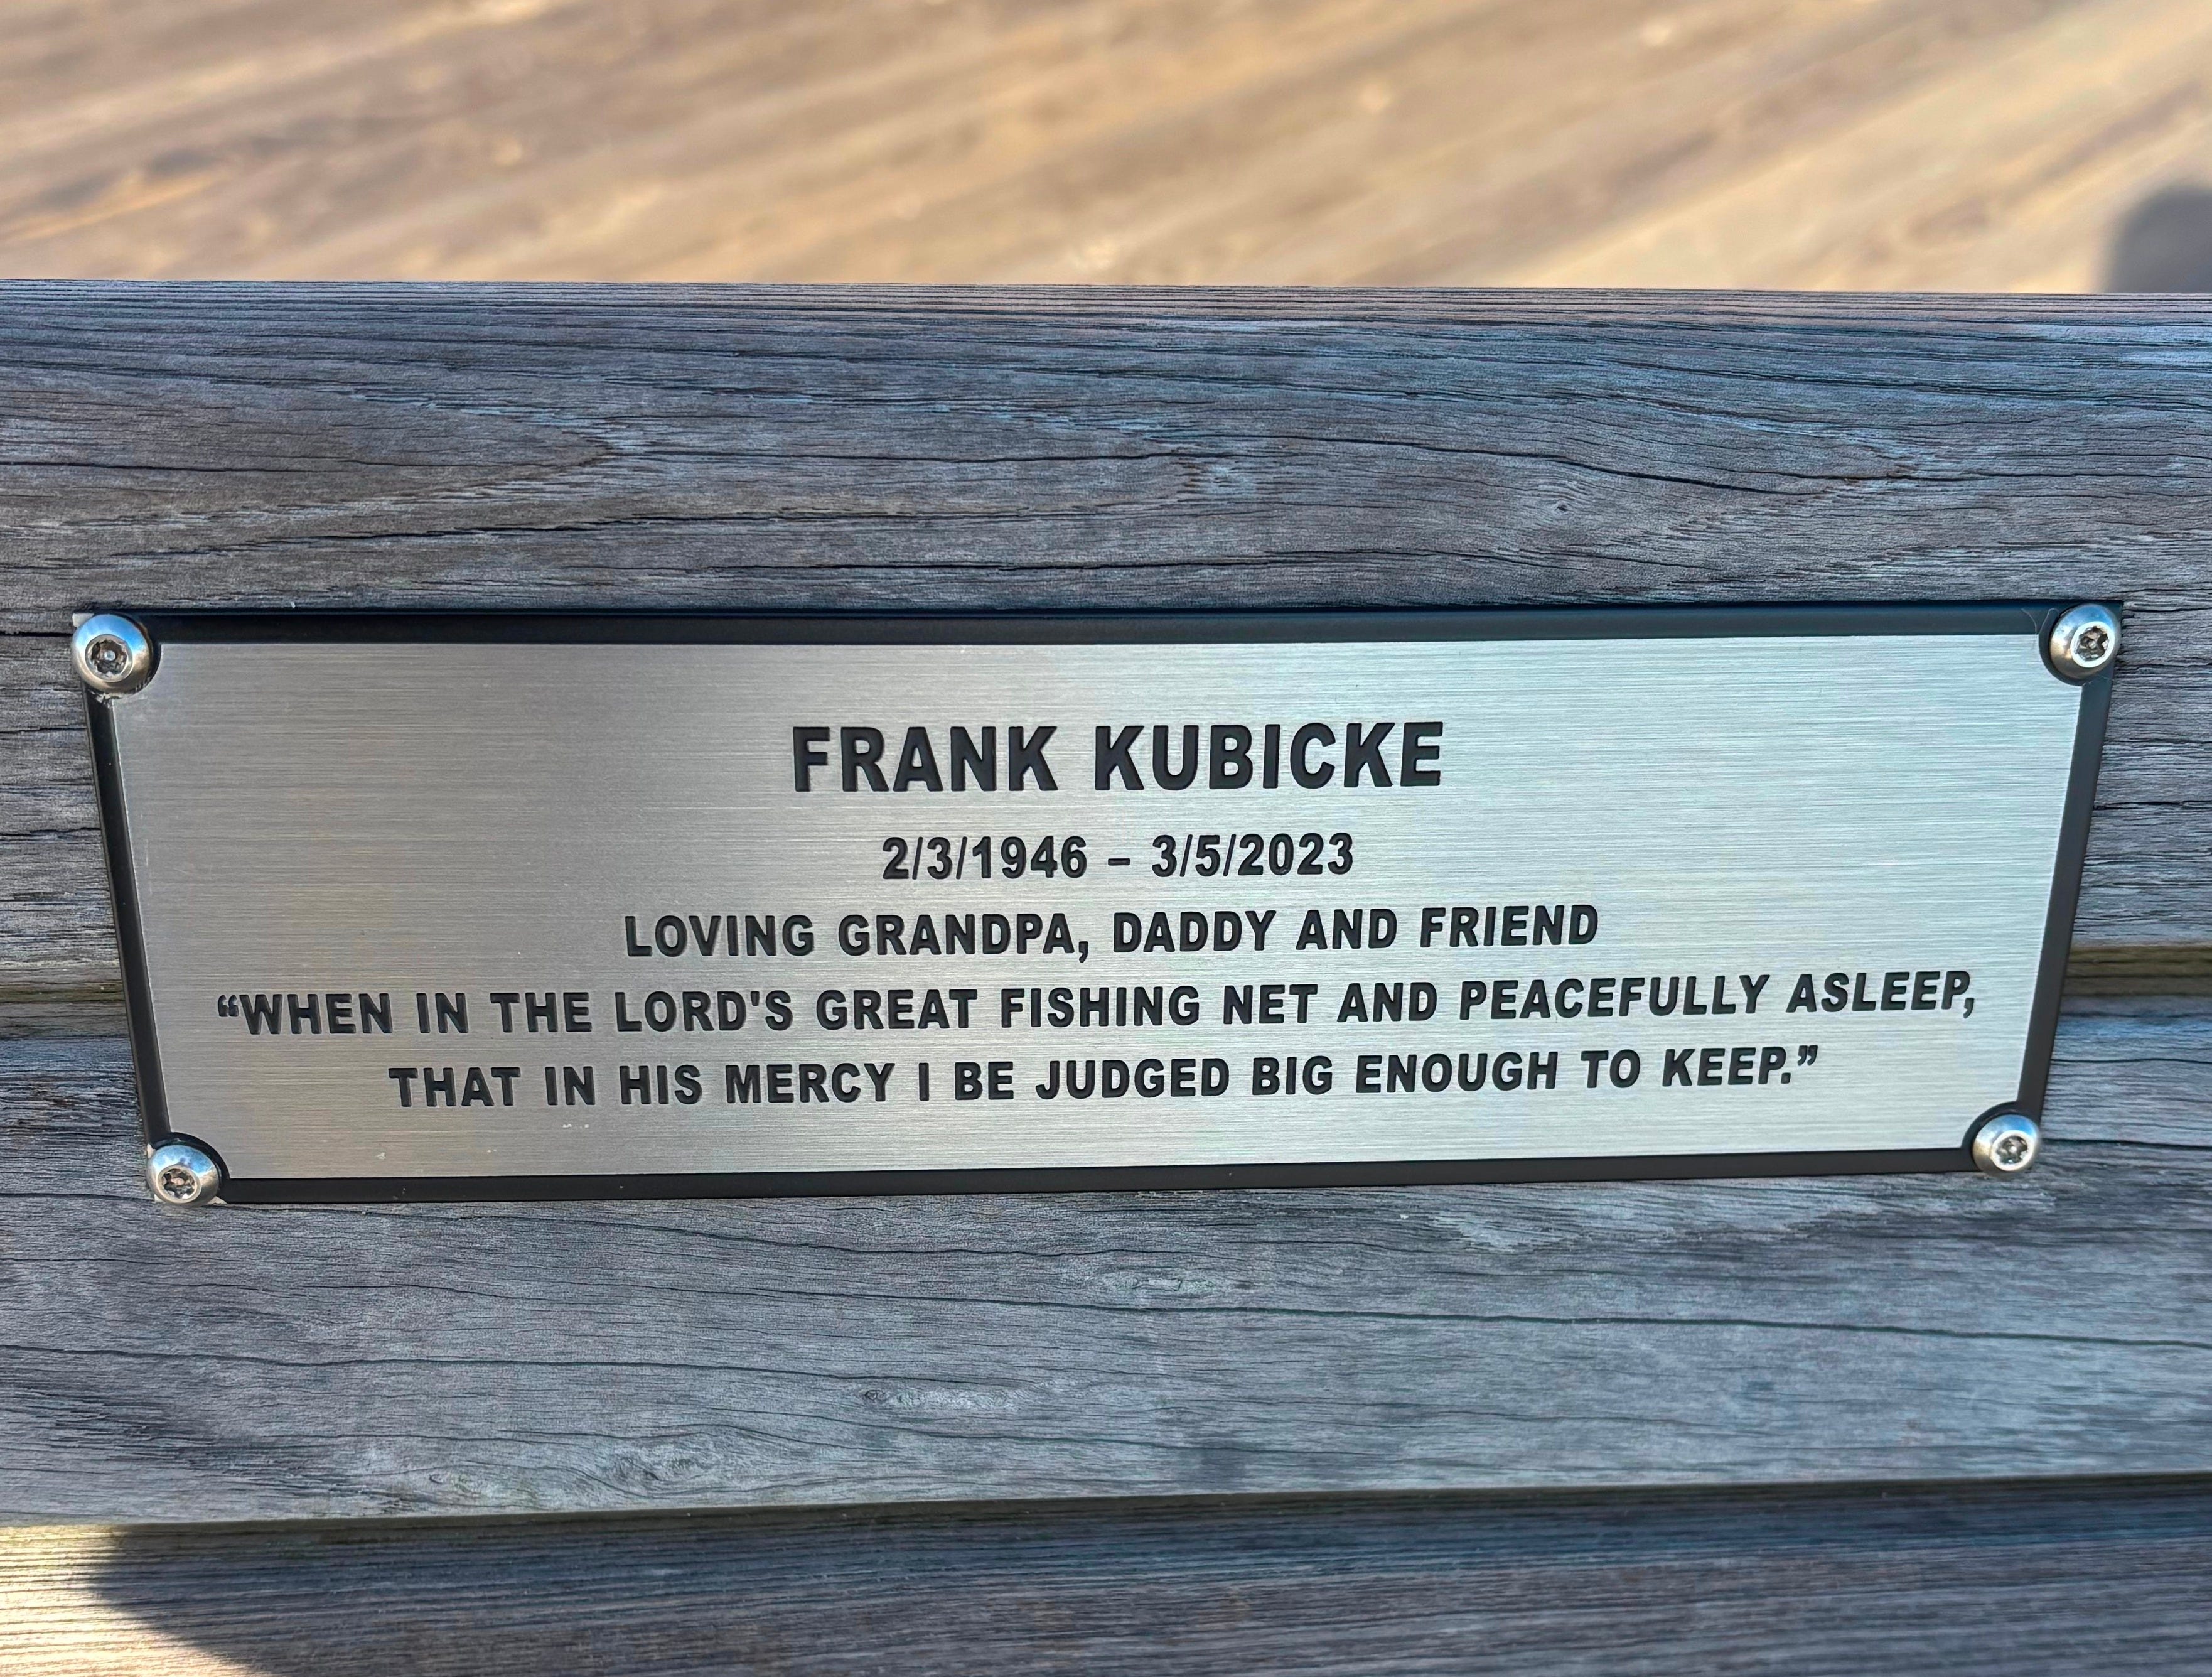 FRANK KUBICKE
2/3/1946 – 3/5/2023
LOVING GRANDPA, DADDY AND FRIEND
“WHEN IN THE LORD'S GREAT FISHING NET AND PEACEFULLY ASLEEP,
THAT IN HIS MERCY I BE JUDGED BIG ENOUGH TO KEEP.”